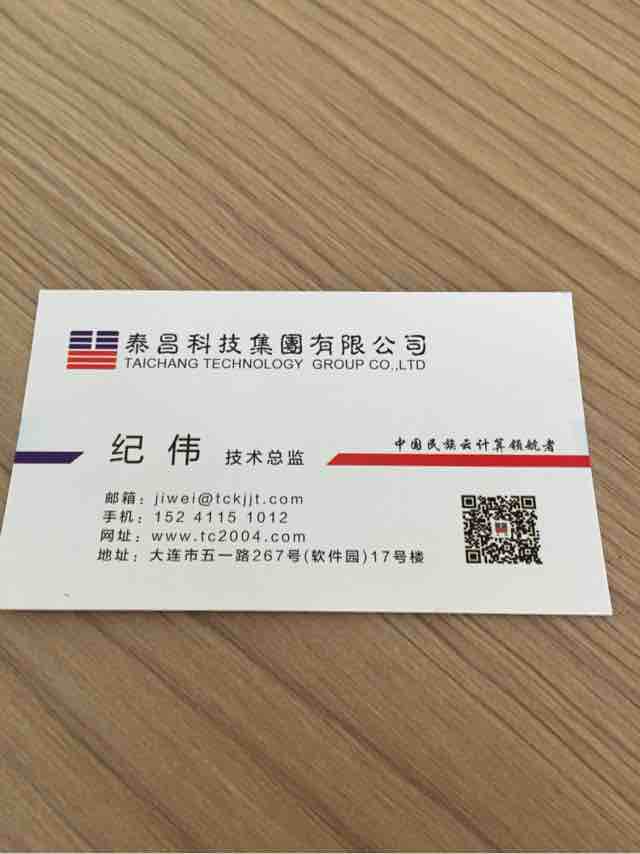 泰昌科技集團有限公司
TAICHANG TECHNOLOGY GROUP CO.,LTD
纪伟 技术总监
中国民族云计算领航者
邮箱：jiwei@tckjjt.com
手机：152 4115 1012
网址：www.tc2004.com
地址：大连市五一路267号(软件园)17号楼